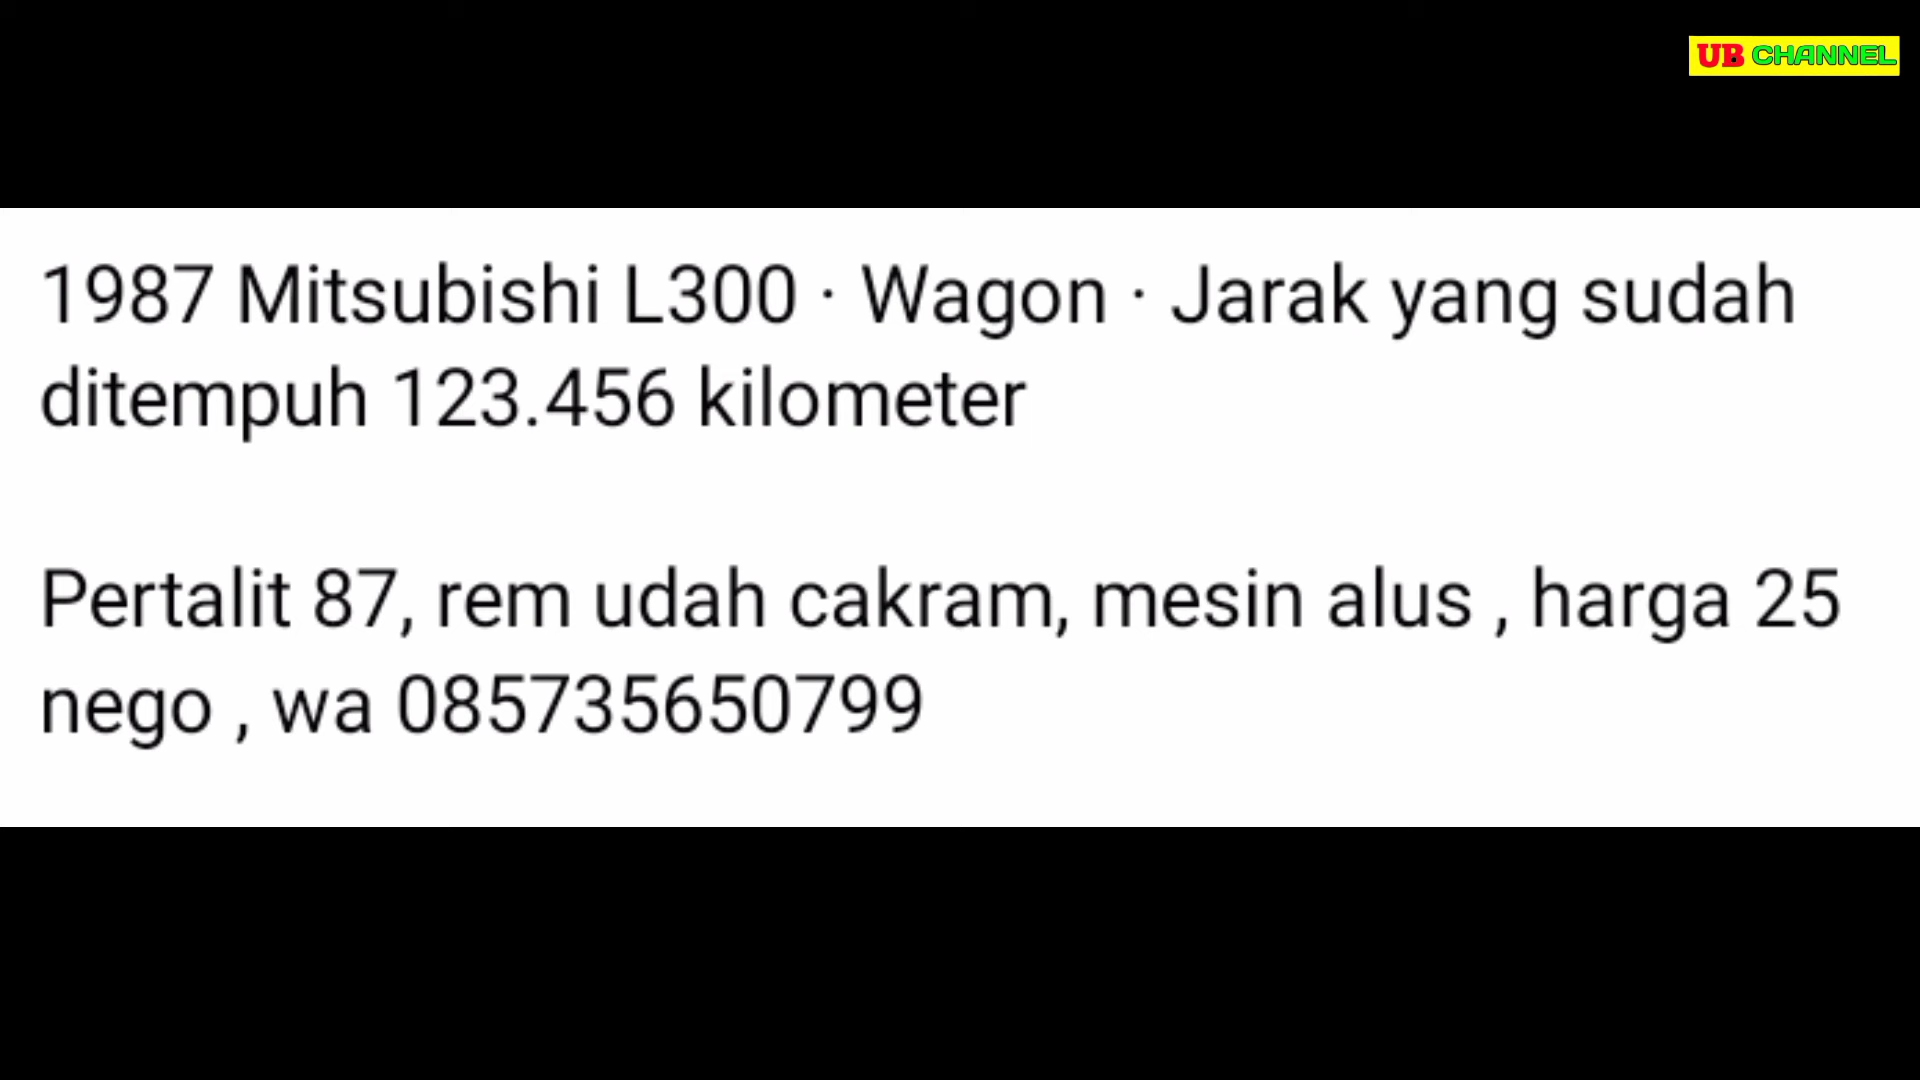 UB CHANNEL
1987 Mitsubishi L300 · Wagon · Jarak yang sudah
ditempuh 123.456 kilometer
Pertalit 87, rem udah cakram, mesin alus , harga 25
nego , wa 085735650799